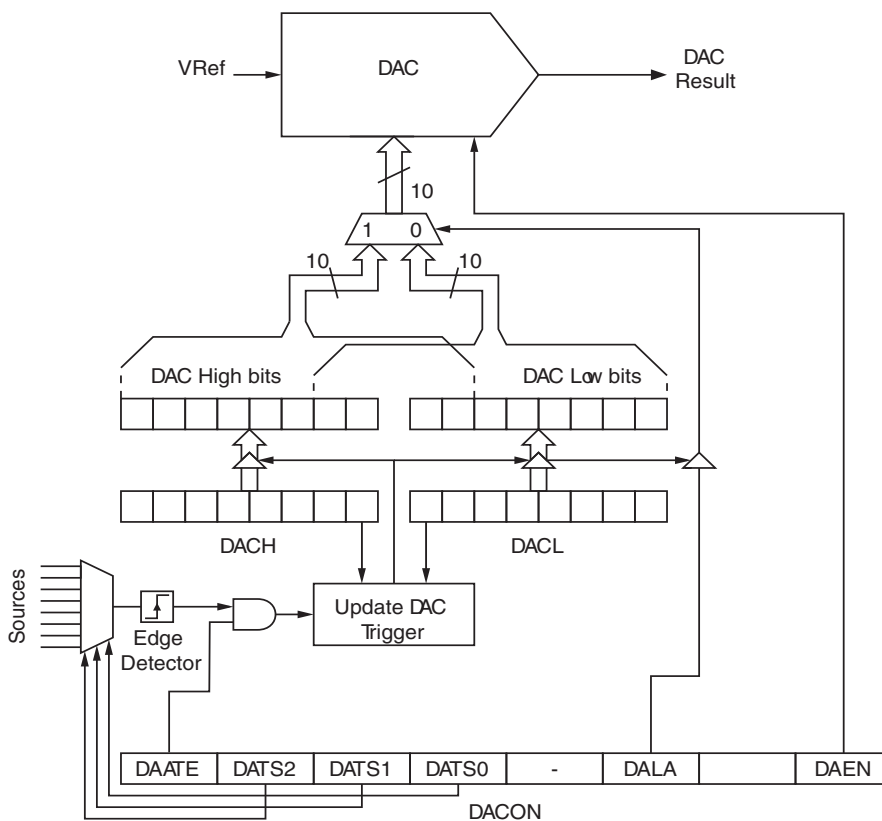 VRef
DAC
DAC
Result
10
1 0
10
10
DAC High bits
DAC Low bits
DACH
DACL
Sources
Edge
Detector
Update DAC
Trigger
DAATE
DATS2
DATS1
DATS0
-
DALA
DAEN
DACON